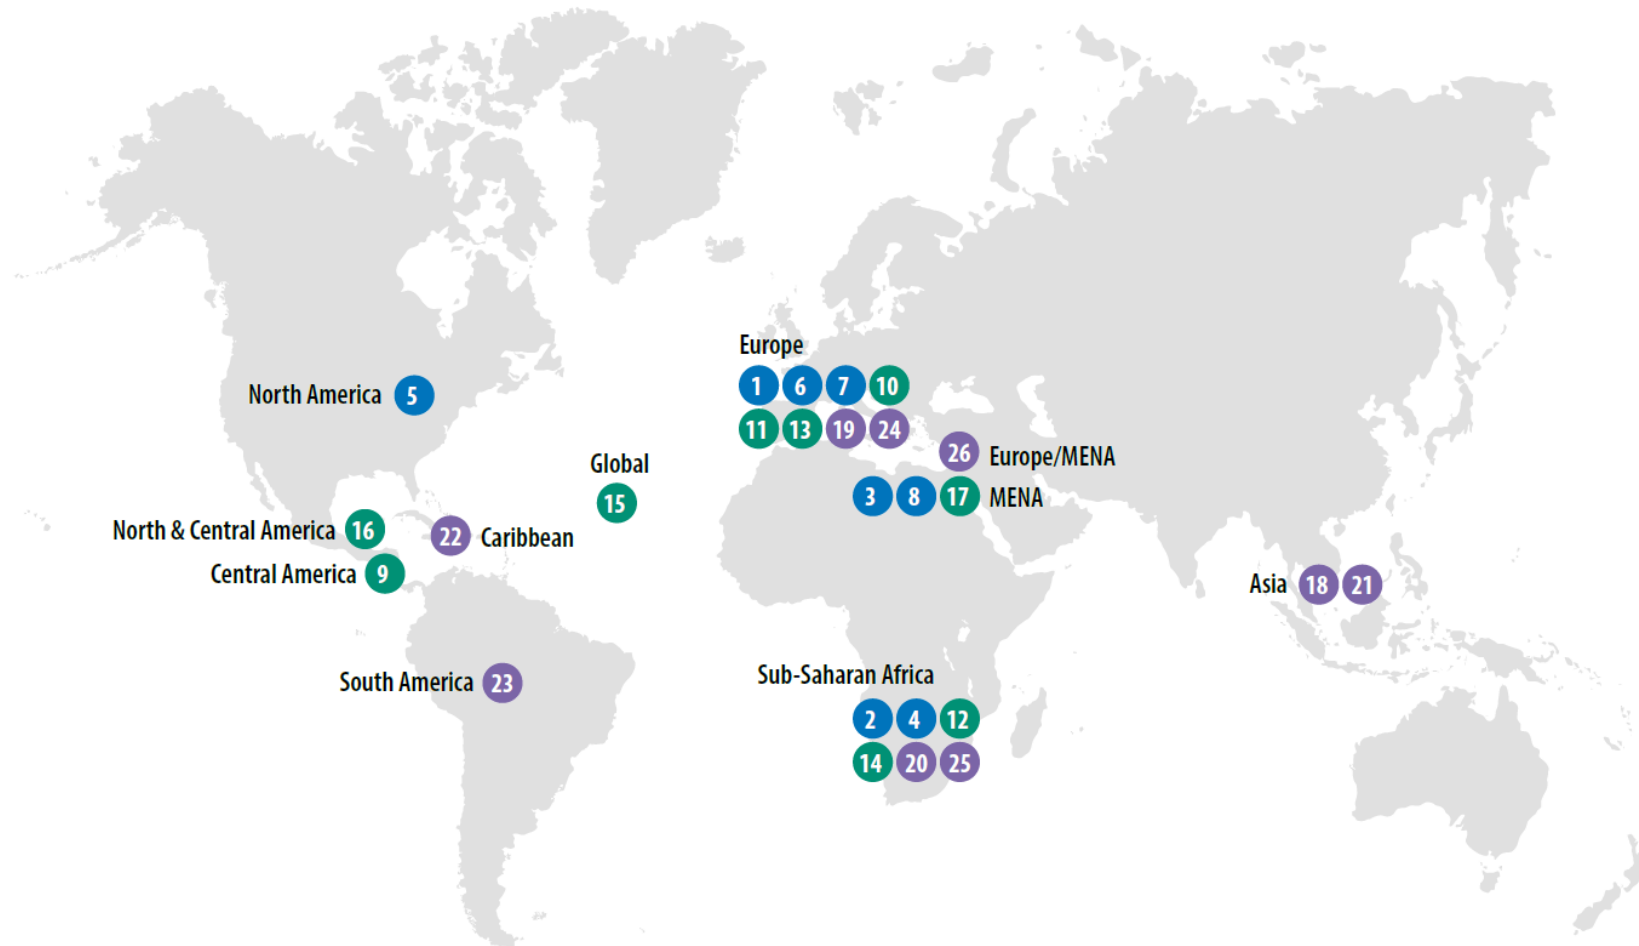 Europe
1 6 7 10
11 13 19 24
North America 5
26 Europe/MENA
Global
15
3 8 17 MENA
North & Central America 16
22 Caribbean
Central America 9
Asia 18 21
Sub-Saharan Africa
South America 23
2 4 12
14 20 25